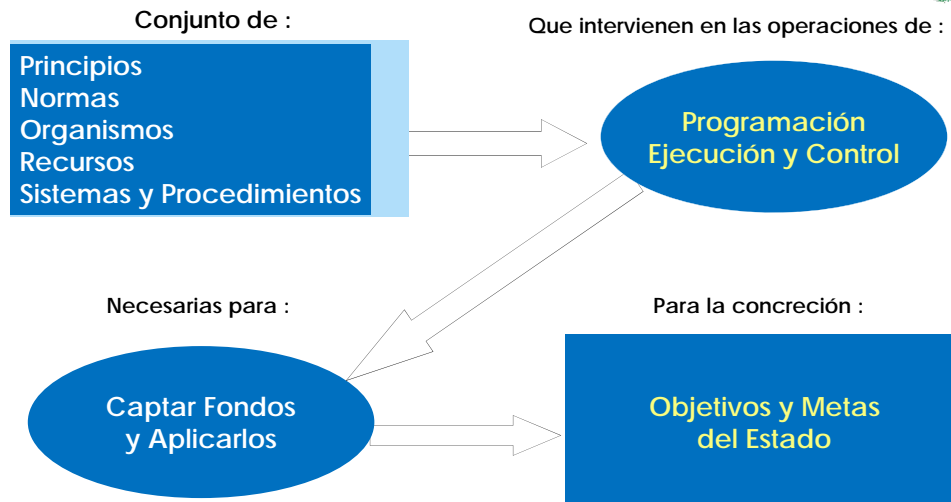 Conjunto de :
Principios
Normas
Organismos
Recursos
Sistemas y Procedimientos
Que intervienen en las operaciones de :
Programación
Ejecución y Control
Necesarias para :
Captar Fondos
y Aplicarlos
Para la concreción :
Objetivos y Metas
del Estado